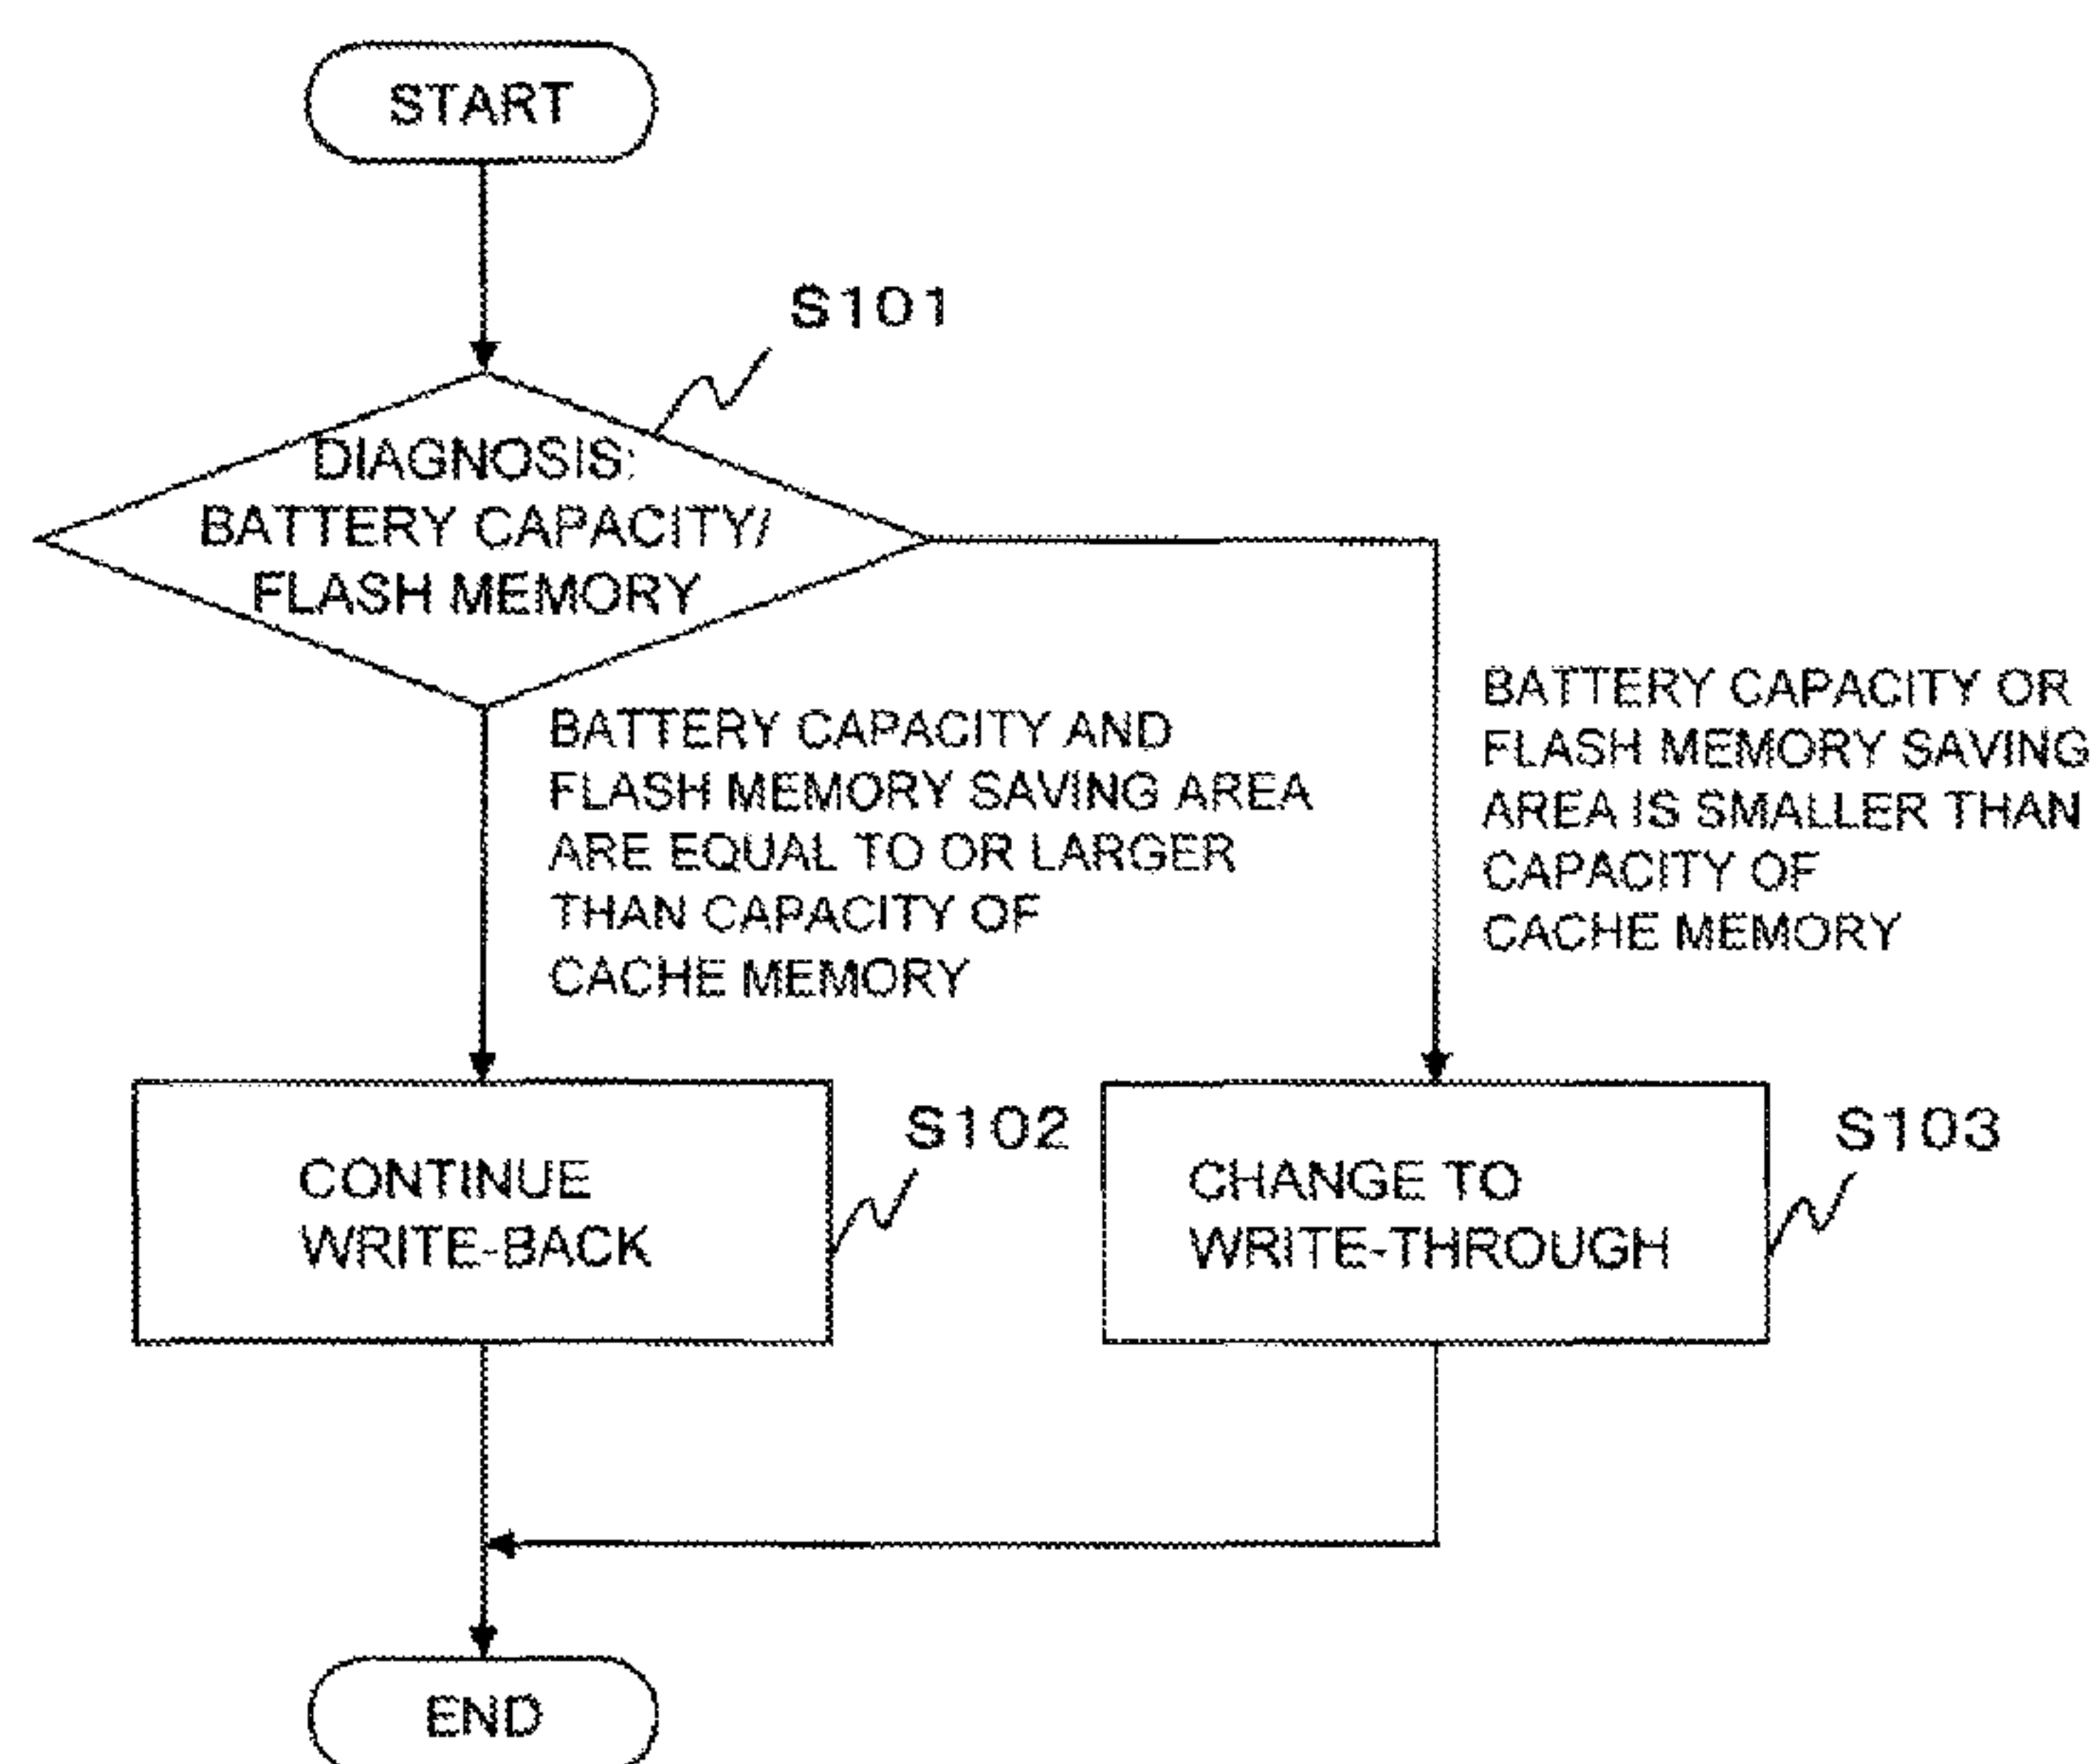 START
S101
DIAGNOSIS:
BATTERY CAPACITY/
FLASH MEMORY
BATTERY CAPACITY AND
FLASH MEMORY SAVING AREA
ARE EQUAL TO OR LARGER
THAN CAPACITY OF
CACHE MEMORY
BATTERY CAPACITY OR
FLASH MEMORY SAVING
AREA IS SMALLER THAN
CAPACITY OF
CACHE MEMORY
S102
CONTINUE
WRITE-BACK
S103
CHANGE TO
WRITE-THROUGH
END